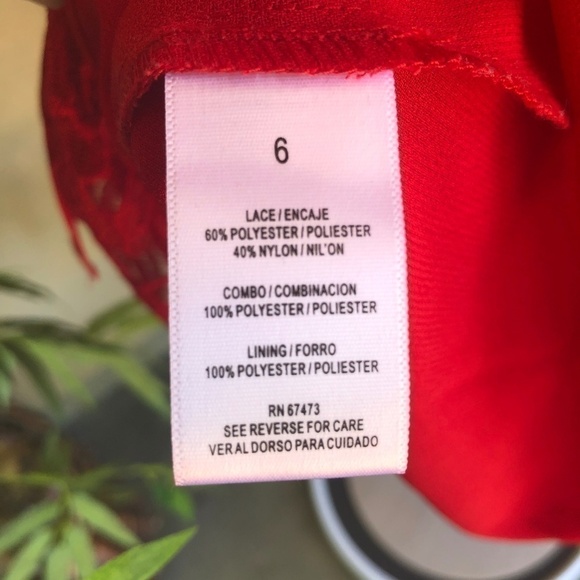 6
LACE / ENCAJE
60% POLYESTER / POLIESTER
40% NYLON / NIL'ON
COMBO / COMBINACION
100% POLYESTER / POLIESTER
LINING / FORRO
100% POLYESTER / POLIESTER
RN 67473
SEE REVERSE FOR CARE
VER AL DORSO PARA CUIDADO